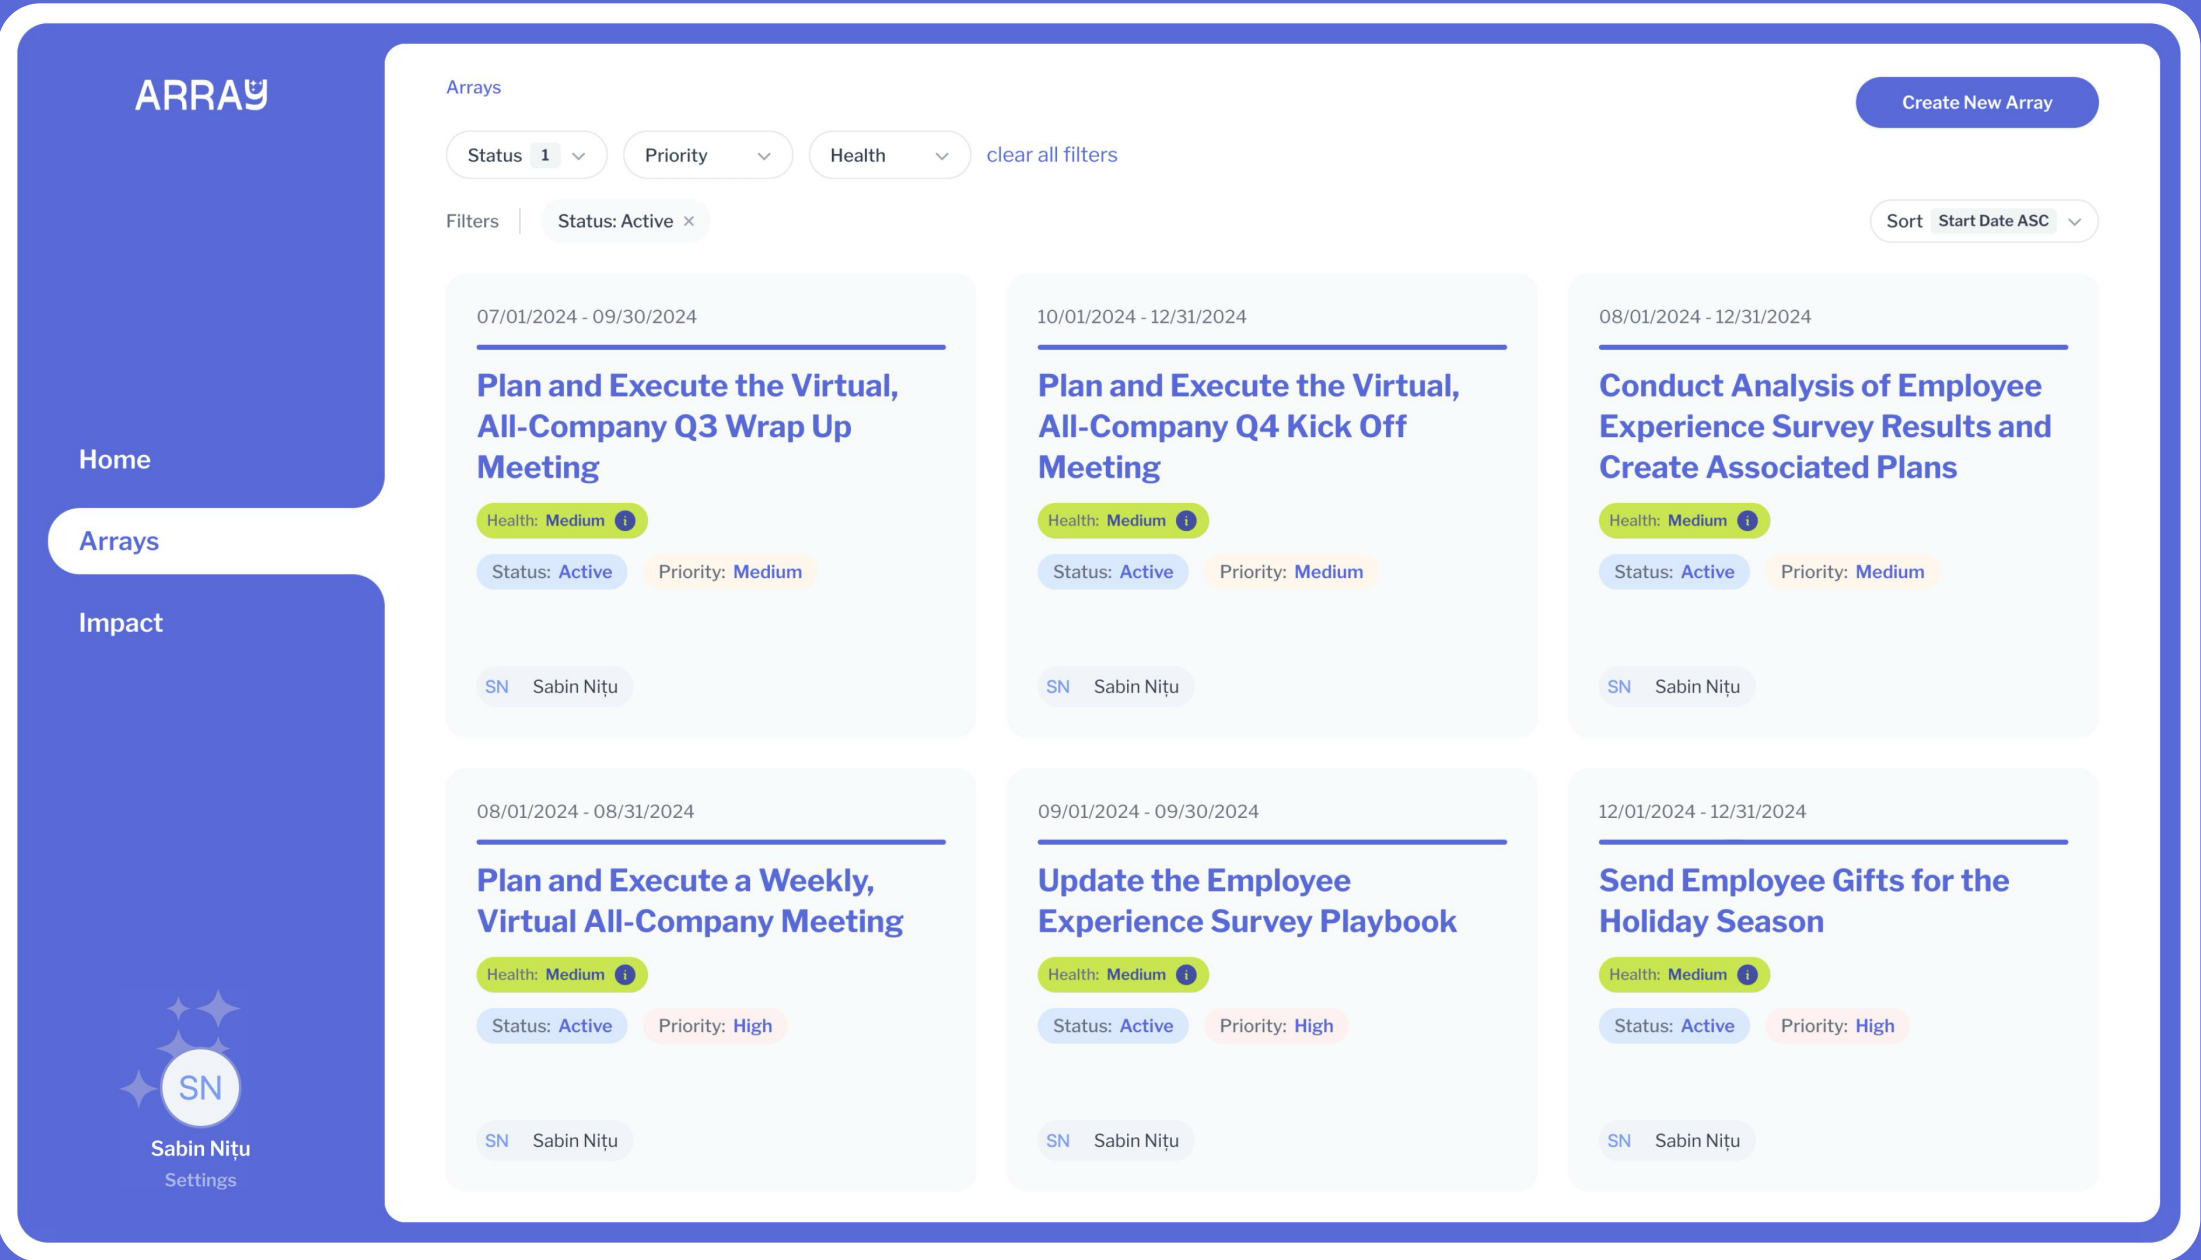 ARRAY
Home
Arrays
Impact
SN
Sabin Nițu
Settings
Arrays
Create New Array
Status 1
Priority
Health
clear all filters
Filters
Status: Active ×
Sort Start Date ASC
07/01/2024 - 09/30/2024
Plan and Execute the Virtual,
All-Company Q3 Wrap Up
Meeting
Health: Medium i
Status: Active
Priority: Medium
SN Sabin Nițu
10/01/2024 - 12/31/2024
Plan and Execute the Virtual,
All-Company Q4 Kick Off
Meeting
Health: Medium i
Status: Active
Priority: Medium
SN Sabin Nițu
08/01/2024 - 12/31/2024
Conduct Analysis of Employee
Experience Survey Results and
Create Associated Plans
Health: Medium i
Status: Active
Priority: Medium
SN Sabin Nițu
08/01/2024 - 08/31/2024
Plan and Execute a Weekly,
Virtual All-Company Meeting
Health: Medium i
Status: Active
Priority: High
SN Sabin Nițu
09/01/2024 - 09/30/2024
Update the Employee
Experience Survey Playbook
Health: Medium i
Status: Active
Priority: High
SN Sabin Nițu
12/01/2024 - 12/31/2024
Send Employee Gifts for the
Holiday Season
Health: Medium i
Status: Active
Priority: High
SN Sabin Nițu